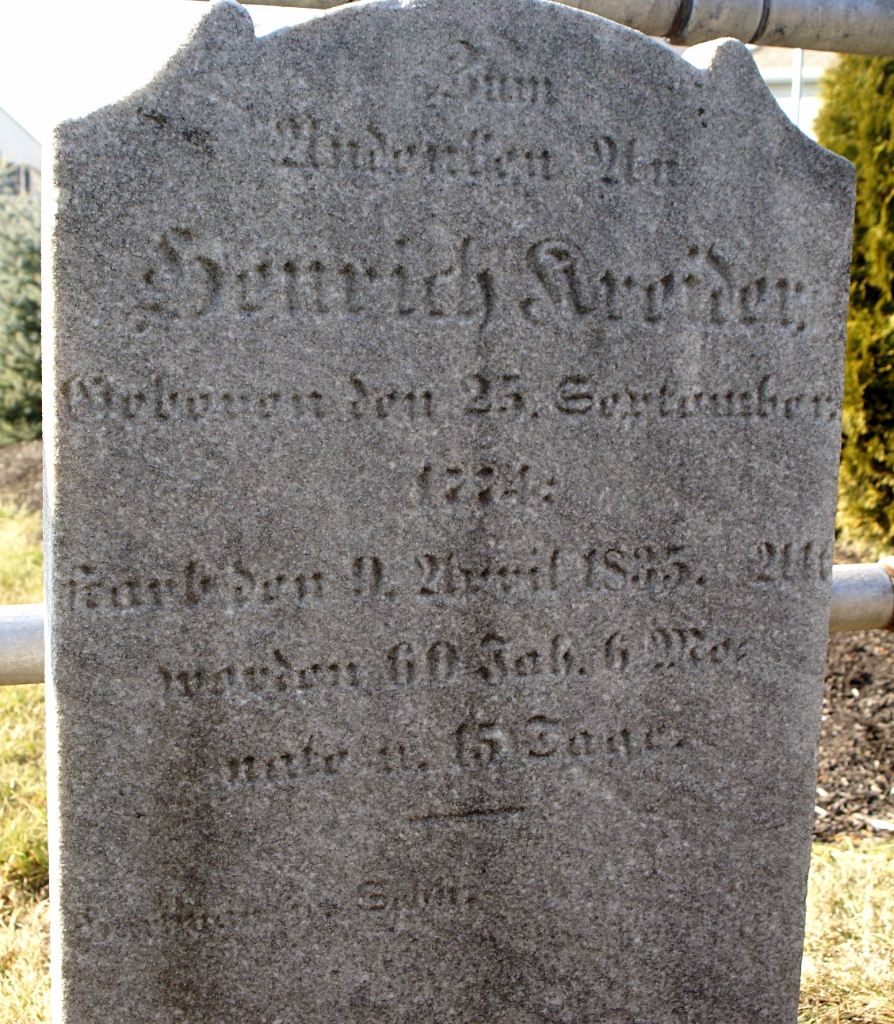 Zum
Andenken An
Henrich Kreider,
Geboren den 25. September,
1774:
starb den 9. April 1835. Alt
worden 60 Jah. 6 Mo=
nate u. 15 Tage.